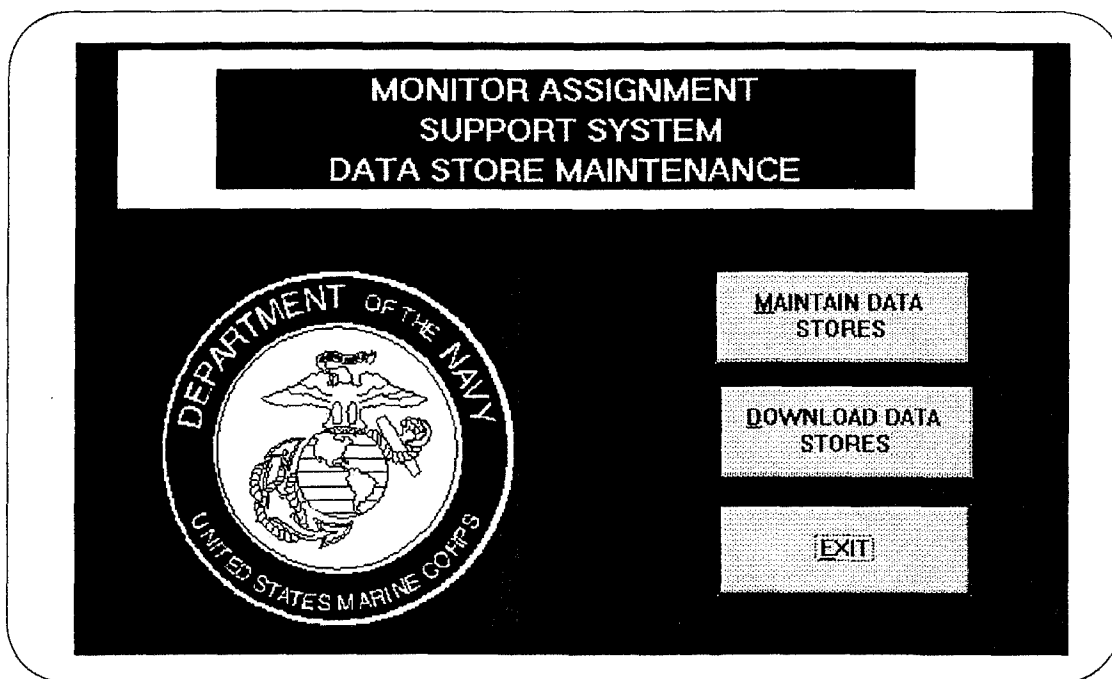 MONITOR ASSIGNMENT
SUPPORT SYSTEM
DATA STORE MAINTENANCE
DEPARTMENT OF THE NAVY
UNITED STATES MARINE CORPS
MAINTAIN DATA
STORES
DOWNLOAD DATA
STORES
EXIT